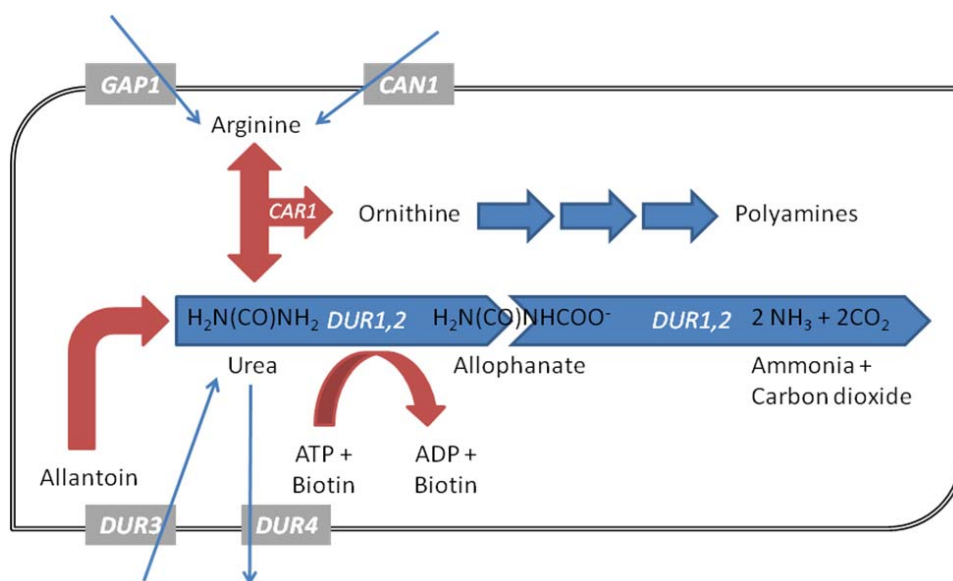 GAP1
CAN1
Arginine
CAR1
Ornithine
Polyamines
H₂N(CO)NH₂ DUR1,2 H₂N(CO)NHCOO⁻ DUR1,2 2 NH₃ + 2CO₂
Urea
Allophanate
Ammonia +
Carbon dioxide
Allantoin
ATP +
Biotin
ADP +
Biotin
DUR3
DUR4